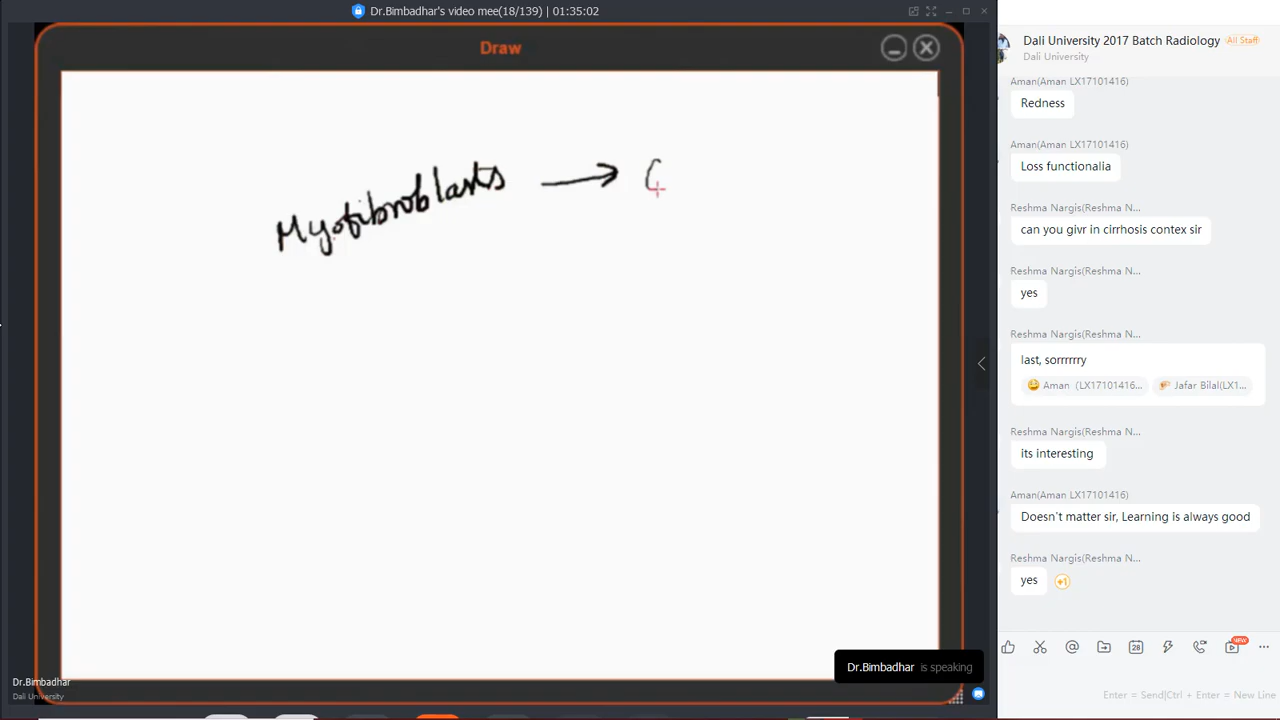 Dr.Bimbadhar's video mee(18/139) | 01:35:02
Draw
Myofibroblasts → C
Dr.Bimbadhar is speaking
Dr.Bimbadhar
Dali University
Dali University 2017 Batch Radiology All Staff
Dali University
Aman(Aman LX17101416)
Redness
Aman(Aman LX17101416)
Loss functionalia
Reshma Nargis(Reshma N...
can you givr in cirrhosis contex sir
Reshma Nargis(Reshma N...
yes
Reshma Nargis(Reshma N...
last, sorrrrrry
Aman (LX17101416... Jafar Bilal(LX1...
Reshma Nargis(Reshma N...
its interesting
Aman(Aman LX17101416)
Doesn't matter sir, Learning is always good
Reshma Nargis(Reshma N...
yes +1
28 NEW
Enter = Send|Ctrl + Enter = New Line